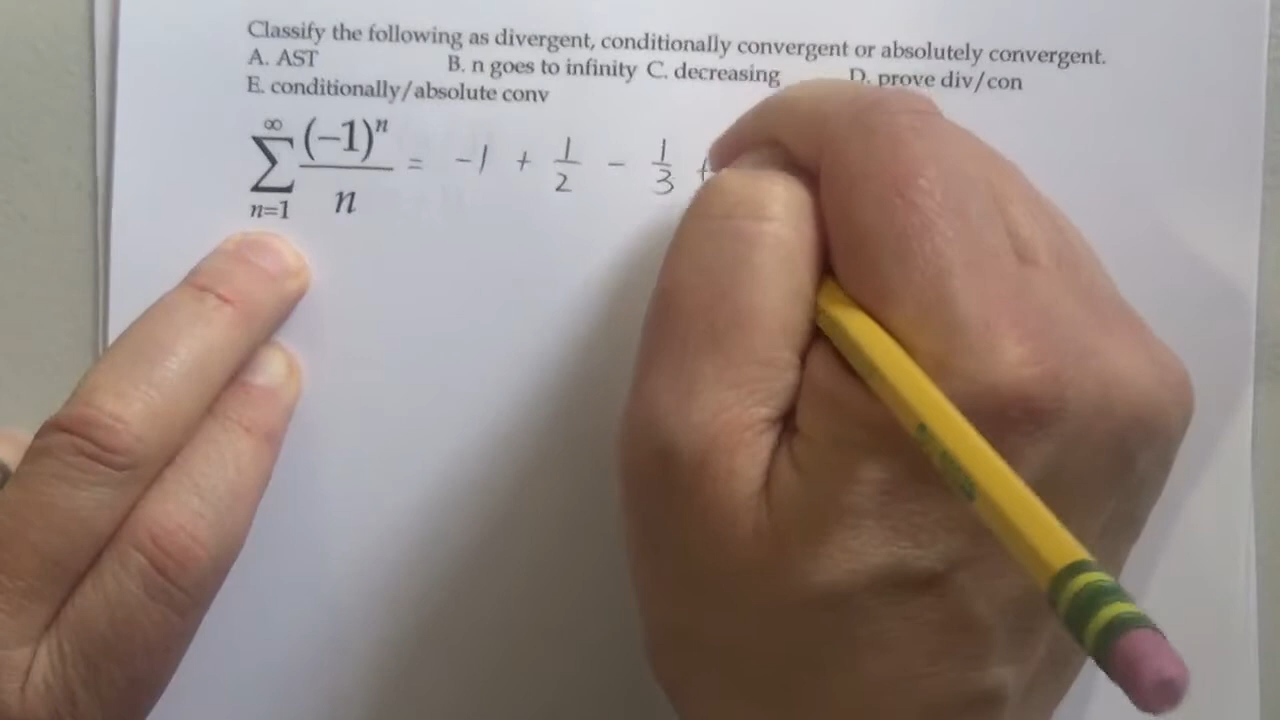 Classify the following as divergent, conditionally convergent or absolutely convergent.
A. AST B. n goes to infinity C. decreasing D. prove div/con
E. conditionally/absolute conv
∞
∑ (-1)ⁿ/n = -1 + 1/2 - 1/3 +
n=1